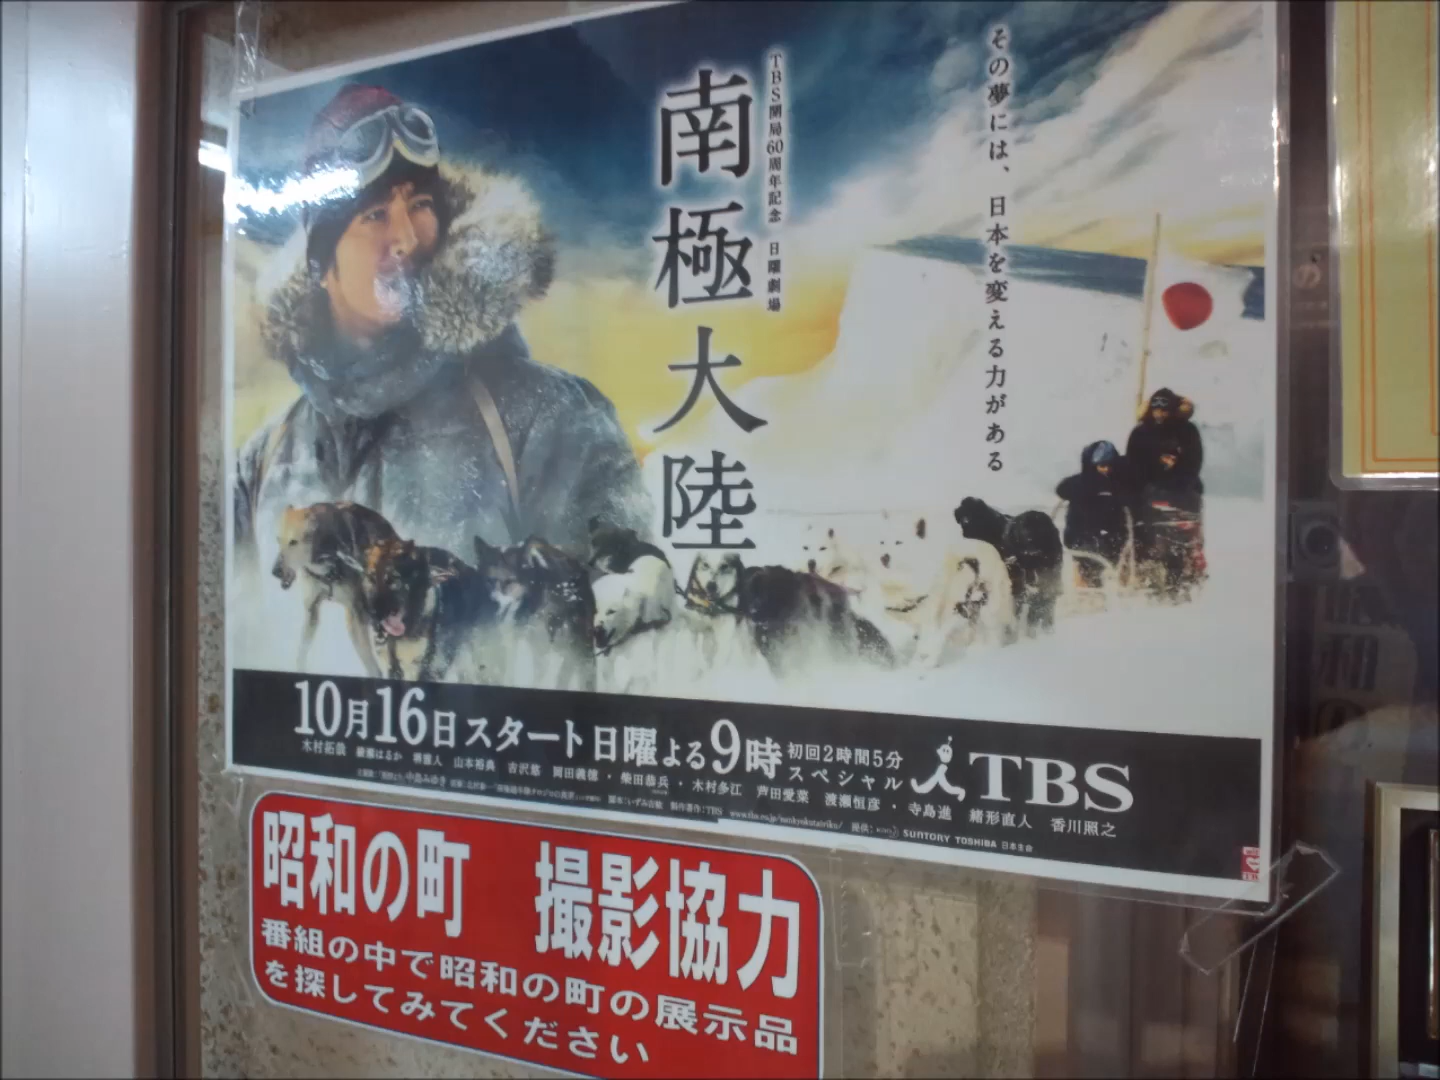 その夢には、日本を変える力がある
TBS開局60周年記念 日曜劇場
南極大陸
10月16日スタート日曜よる9時
初回2時間5分
スペシャル
TBS
木村拓哉 綾瀬はるか 堺雅人 山本裕典 吉沢悠 岡田義徳・柴田恭兵・木村多江 芦田愛菜 渡瀬恒彦・寺島進 緒形直人 香川照之
製作著作:TBS
提供:
SUNTORY TOSHIBA 日本生命
昭和の町 撮影協力
番組の中で昭和の町の展示品
を探してみてください